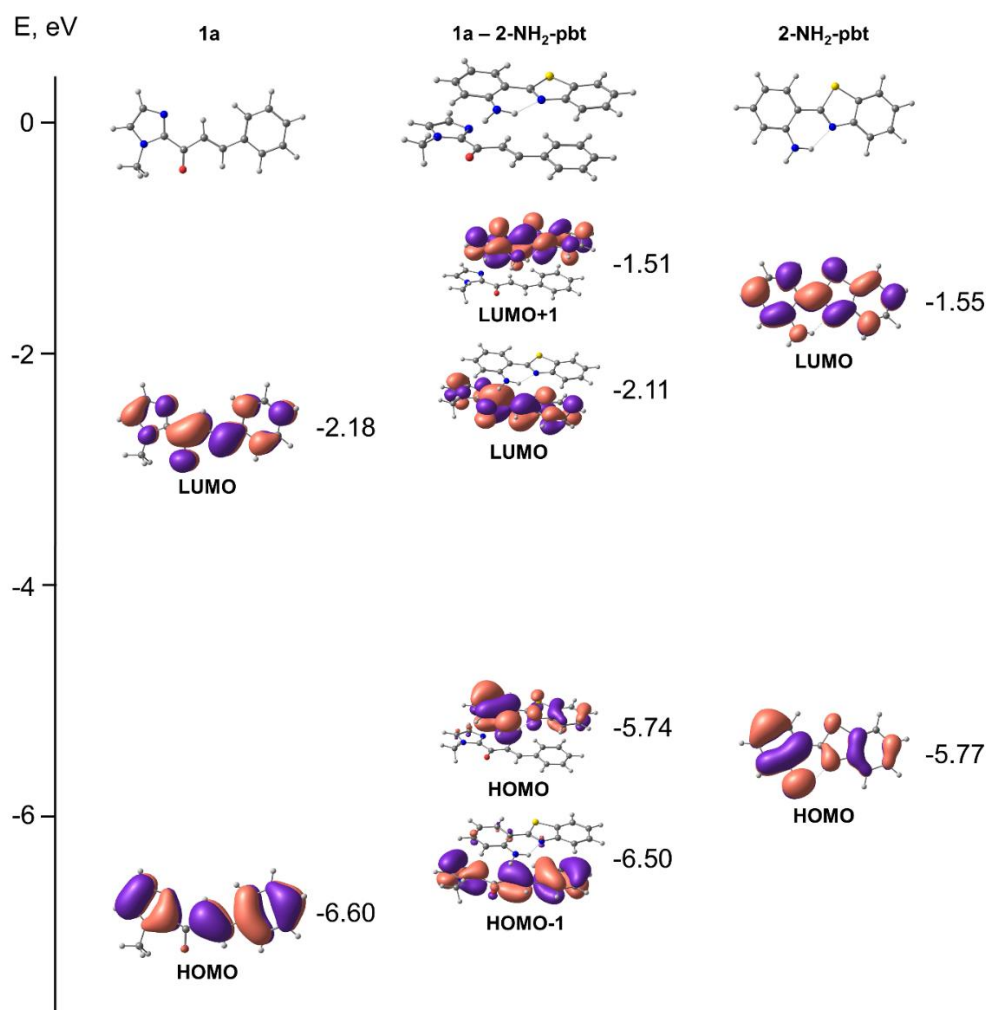 E, eV
1a
1a – 2-NH₂-pbt
2-NH₂-pbt
0
-1.51
LUMO+1
-1.55
LUMO
-2
-2.11
LUMO
-2.18
LUMO
-4
-5.74
HOMO
-5.77
HOMO
-6
-6.50
HOMO-1
-6.60
HOMO